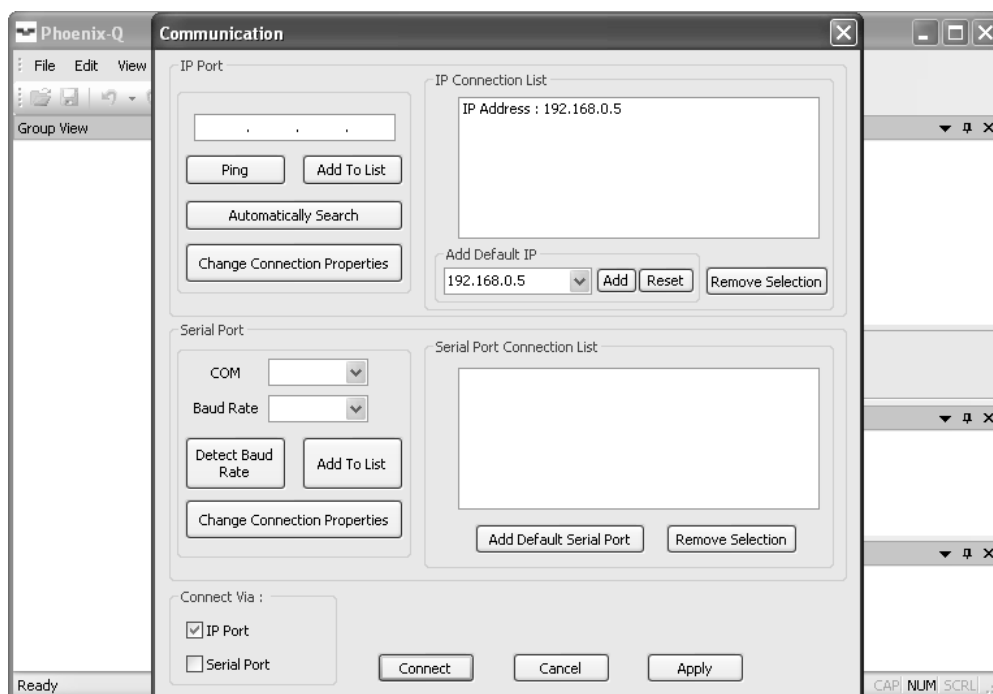 Phoenix-Q
Communication
File Edit View
Group View
IP Port
. . .
Ping
Add To List
Automatically Search
Change Connection Properties
IP Connection List
IP Address : 192.168.0.5
Add Default IP
192.168.0.5
Add
Reset
Remove Selection
Serial Port
COM
Baud Rate
Detect Baud
Rate
Add To List
Change Connection Properties
Serial Port Connection List
Add Default Serial Port
Remove Selection
Connect Via :
IP Port
Serial Port
Connect
Cancel
Apply
Ready
CAP NUM SCRL